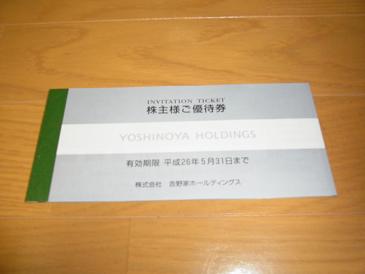 INVITATION TICKET
株主様ご優待券
YOSHINOYA HOLDINGS
有効期限 平成26年5月31日まで
株式会社 吉野家ホールディングス